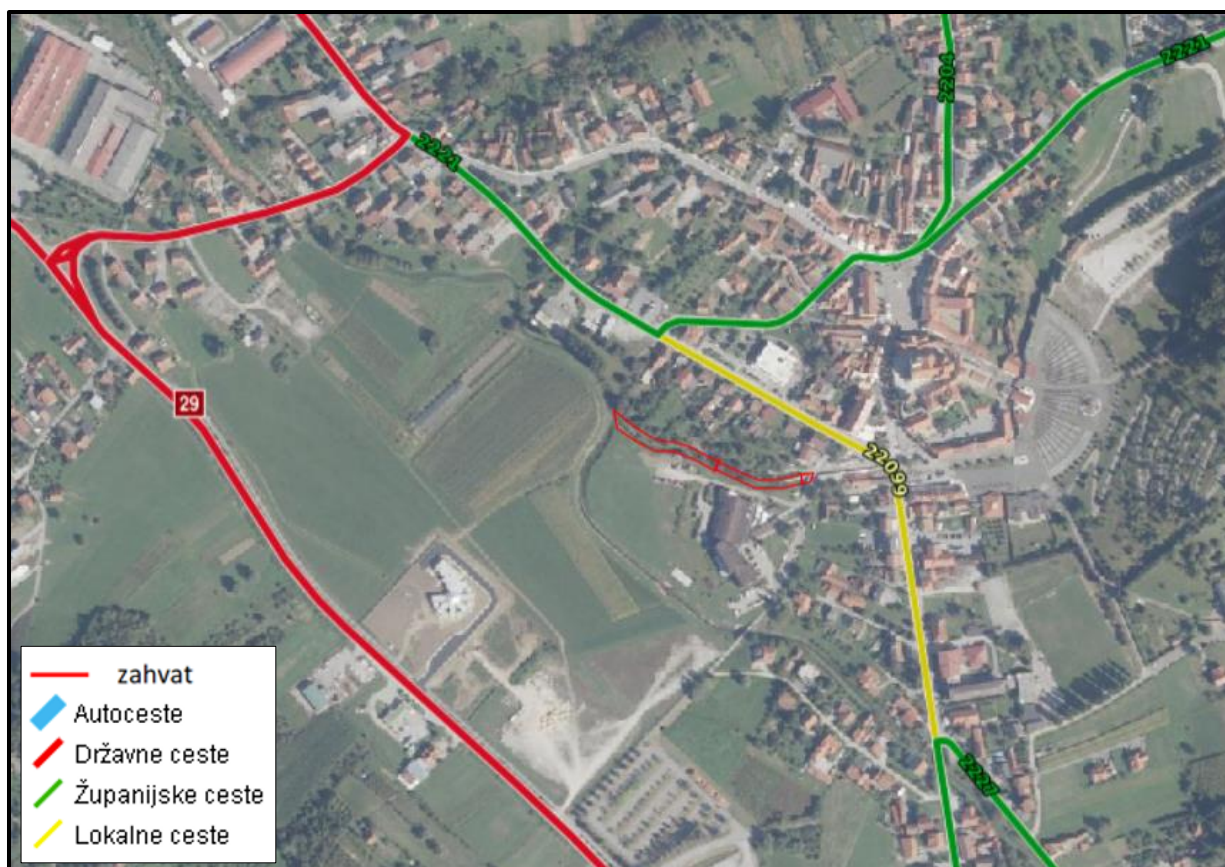 2204
2221
2221
29
22099
2227
zahvat
Autoceste
Državne ceste
Županijske ceste
Lokalne ceste